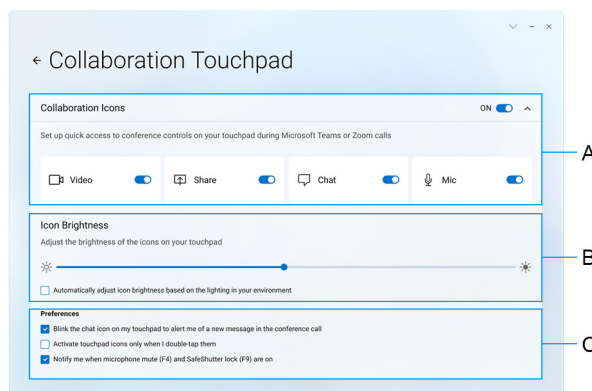 Collaboration Touchpad
Collaboration Icons
ON
Set up quick access to conference controls on your touchpad during Microsoft Teams or Zoom calls
A
Video
Share
Chat
Mic
Icon Brightness
Adjust the brightness of the icons on your touchpad
B
Automatically adjust icon brightness based on the lighting in your environment
Preferences
Blink the chat icon on my touchpad to alert me of a new message in the conference call
Activate touchpad icons only when I double-tap them
C
Notify me when microphone mute (F4) and SafeShutter lock (F9) are on